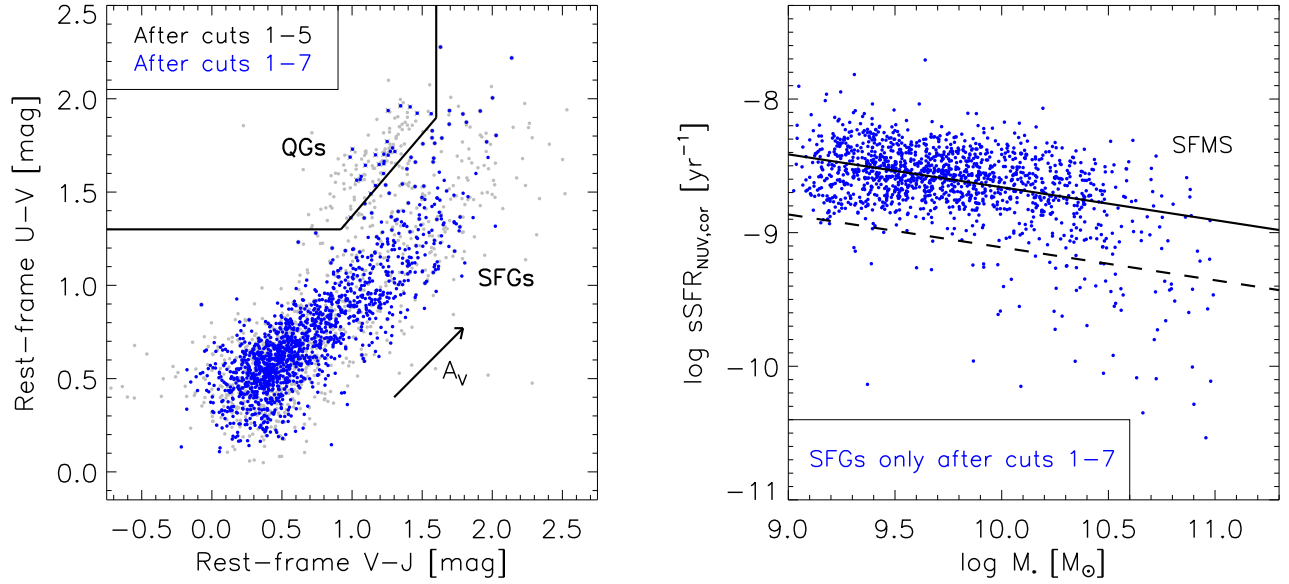 After cuts 1−5
After cuts 1−7
QGs
SFGs
A_V
2.5
2.0
1.5
1.0
0.5
0.0
Rest−frame U−V [mag]
−0.5 0.0 0.5 1.0 1.5 2.0 2.5
Rest−frame V−J [mag]
SFMS
SFGs only after cuts 1−7
−8
−9
−10
−11
log sSFR_{NUV,cor} [yr^{−1}]
9.0 9.5 10.0 10.5 11.0
log M_* [M_⊙]